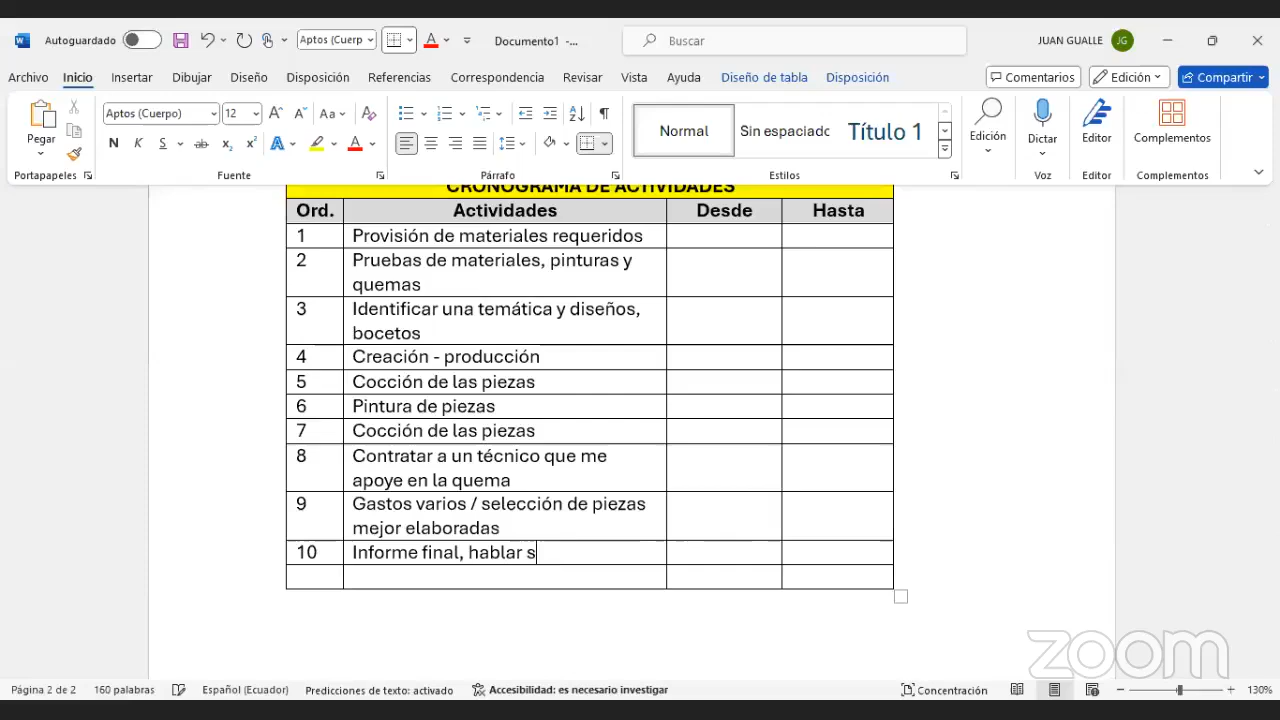 Autoguardado
Aptos (Cuerp
A
Documento1 -...
Buscar
JUAN GUALLE
JG
Archivo Inicio Insertar Dibujar Diseño Disposición Referencias Correspondencia Revisar Vista Ayuda Diseño de tabla Disposición
Comentarios
Edición
Compartir
Pegar
Aptos (Cuerpo)
12
Aa
N K S ab x₂ x² A A
Normal
Sin espaciado
Título 1
Edición
Dictar
Editor
Complementos
Portapapeles
Fuente
Párrafo
Estilos
Voz
Editor
Complementos
CRONOGRAMA DE ACTIVIDADES
Ord. Actividades Desde Hasta
1 Provisión de materiales requeridos
2 Pruebas de materiales, pinturas y
quemas
3 Identificar una temática y diseños,
bocetos
4 Creación - producción
5 Cocción de las piezas
6 Pintura de piezas
7 Cocción de las piezas
8 Contratar a un técnico que me
apoye en la quema
9 Gastos varios / selección de piezas
mejor elaboradas
10 Informe final, hablar s
zoom
Página 2 de 2
160 palabras
Español (Ecuador)
Predicciones de texto: activado
Accesibilidad: es necesario investigar
Concentración
130%